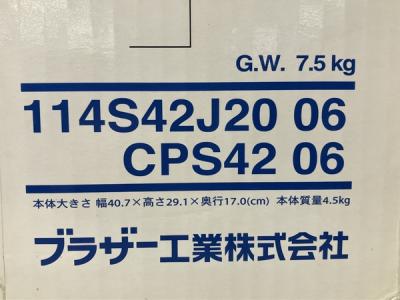 G.W. 7.5kg
114S42J20 06
CPS42 06
本体大きさ 幅40.7×高さ29.1×奥行17.0(cm) 本体質量4.5kg
ブラザー工業株式会社